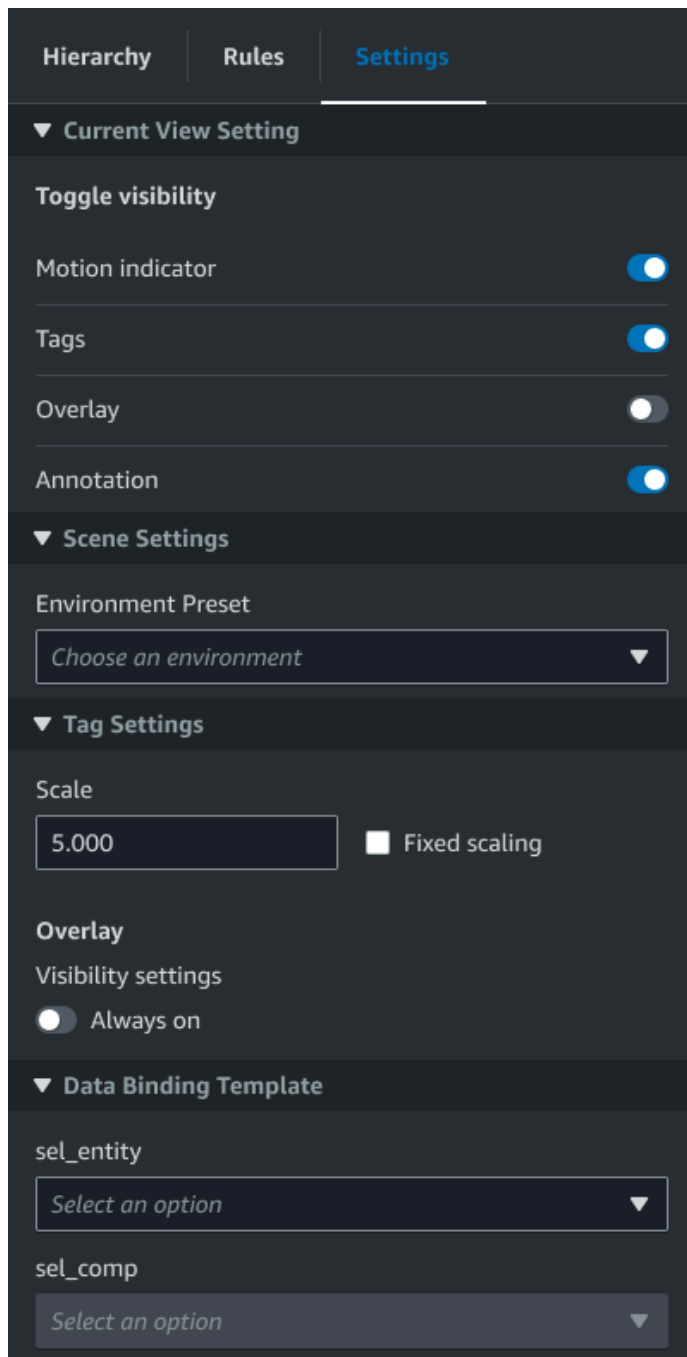 Hierarchy Rules Settings
Current View Setting
Toggle visibility
Motion indicator
Tags
Overlay
Annotation
Scene Settings
Environment Preset
Choose an environment
Tag Settings
Scale
5.000 Fixed scaling
Overlay
Visibility settings
Always on
Data Binding Template
sel_entity
Select an option
sel_comp
Select an option